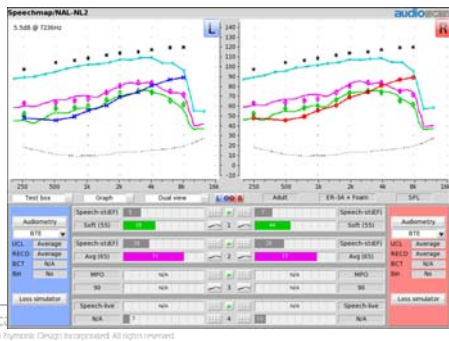 Speechmap/NAL-NL2 audioscan
5.5dB @ 7236Hz L R
140
130
120
110
100
90
80
70
60
50
40
30
20
10
0
-10
250 500 1k 2k 4k 8k 16k 250 500 1k 2k 4k 8k 16k
Test box Graph Dual view L R Adult ER-3A + Foam SPL
Audiometry Speech-std(F) Speech-std(F) Audiometry
BTE Soft (55) 1 Soft (55) BTE
UCL Average Speech-std(F) Speech-std(F) UCL Average
RECD Average Avg (65) 71 2 Avg (65) RECD Average
BCT N/A MPO N/A N/A MPO BCT N/A
BH No 90 N/A 3 N/A 90 BH No
Loss simulator Speech-live N/A N/A Speech-live Loss simulator
N/A 7 4 N/A
Design Incorporated. All rights reserved.